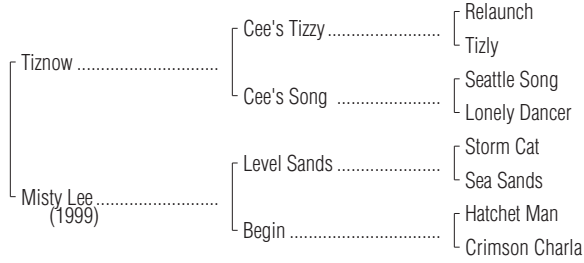 Relaunch
Cee's Tizzy ........................
Tizly
Tiznow ..............................
Seattle Song
Cee's Song ......................
Lonely Dancer
Storm Cat
Level Sands ......................
Sea Sands
Misty Lee..........................
(1999)
Hatchet Man
Begin ................................
Crimson Charla